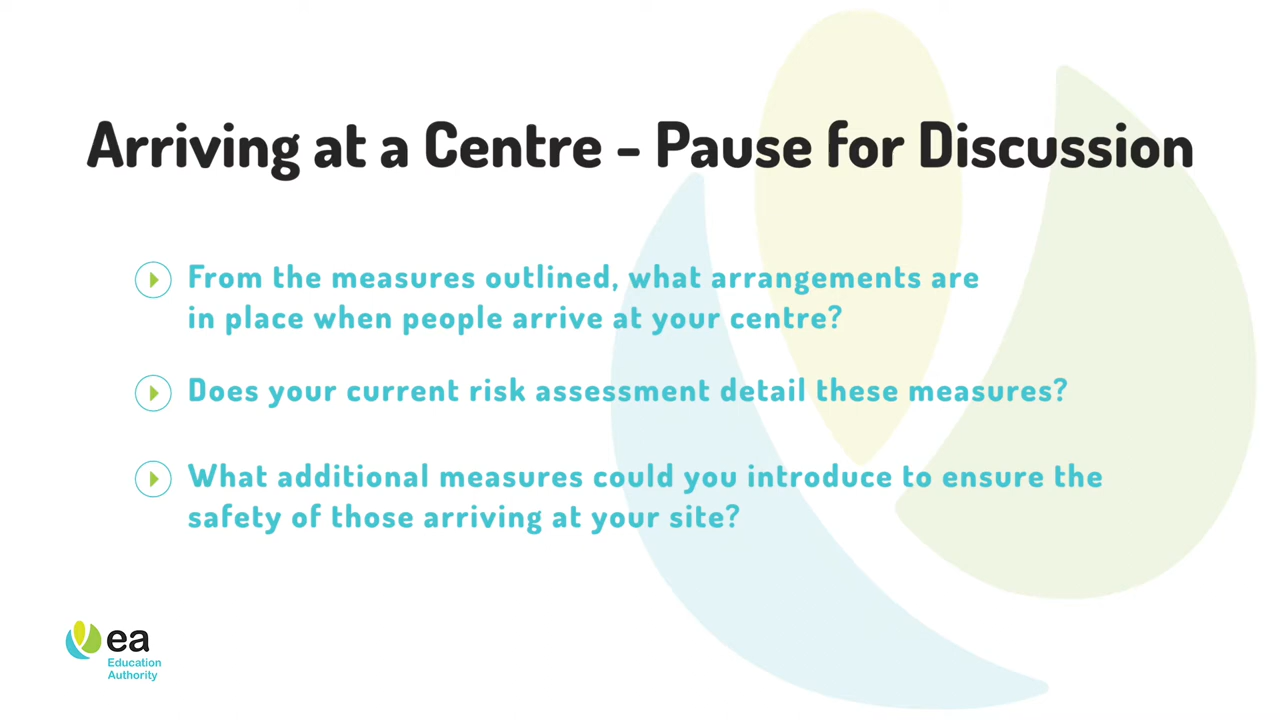 Arriving at a Centre - Pause for Discussion
From the measures outlined, what arrangements are
in place when people arrive at your centre?
Does your current risk assessment detail these measures?
What additional measures could you introduce to ensure the
safety of those arriving at your site?
ea
Education
Authority